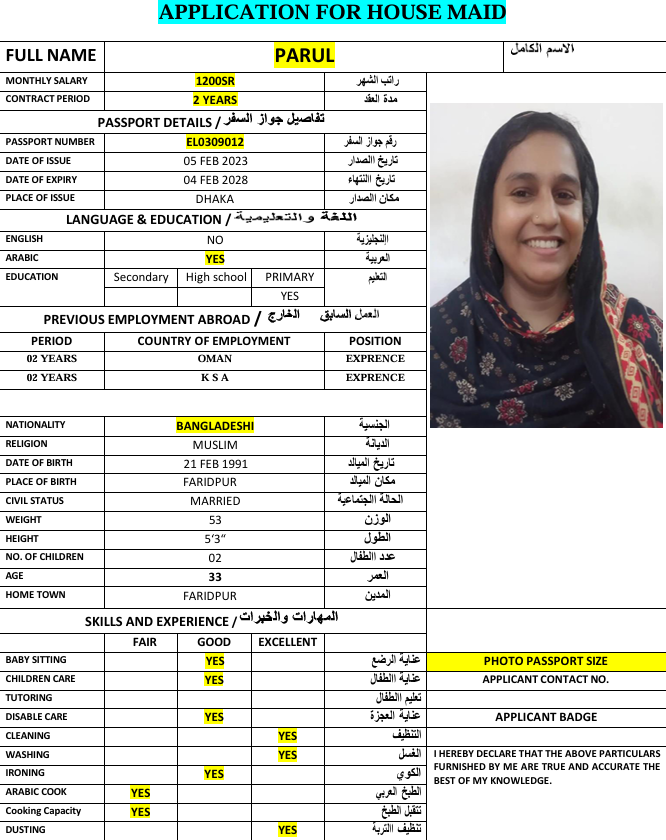 APPLICATION FOR HOUSE MAID
FULL NAME PARUL الاسم الكامل
MONTHLY SALARY 1200SR راتب الشهر
CONTRACT PERIOD 2 YEARS مدة العقد
PASSPORT DETAILS / تفاصيل جواز السفر
PASSPORT NUMBER EL0309012 رقم جواز السفر
DATE OF ISSUE 05 FEB 2023 تاريخ االصدار
DATE OF EXPIRY 04 FEB 2028 تاريخ االنتهاء
PLACE OF ISSUE DHAKA مكان االصدار
LANGUAGE & EDUCATION / اللغة والتعليمية
ENGLISH NO اإلنجليزية
ARABIC YES العربية
EDUCATION Secondary High school PRIMARY التعليم
YES
PREVIOUS EMPLOYMENT ABROAD / العمل السابق الخارج
PERIOD COUNTRY OF EMPLOYMENT POSITION
02 YEARS OMAN EXPRENCE
02 YEARS K S A EXPRENCE
NATIONALITY BANGLADESHI الجنسية
RELIGION MUSLIM الديانة
DATE OF BIRTH 21 FEB 1991 تاريخ الميالد
PLACE OF BIRTH FARIDPUR مكان الميالد
CIVIL STATUS MARRIED الحالة االجتماعية
WEIGHT 53 الوزن
HEIGHT 5‘3“ الطول
NO. OF CHILDREN 02 عدد االطفال
AGE 33 العمر
HOME TOWN FARIDPUR المدين
SKILLS AND EXPERIENCE / المهارات والخبرات
FAIR GOOD EXCELLENT
BABY SITTING YES عناية الرضع
CHILDREN CARE YES عناية االطفال
TUTORING تعليم االطفال
DISABLE CARE YES عناية العجزة
CLEANING YES التنظيف
WASHING YES الغسل
IRONING YES الكوي
ARABIC COOK YES الطبخ العربي
Cooking Capacity YES تتقبل الطبخ
DUSTING YES تنظيف االتربة
PHOTO PASSPORT SIZE
APPLICANT CONTACT NO.
APPLICANT BADGE
I HEREBY DECLARE THAT THE ABOVE PARTICULARS
FURNISHED BY ME ARE TRUE AND ACCURATE THE
BEST OF MY KNOWLEDGE.